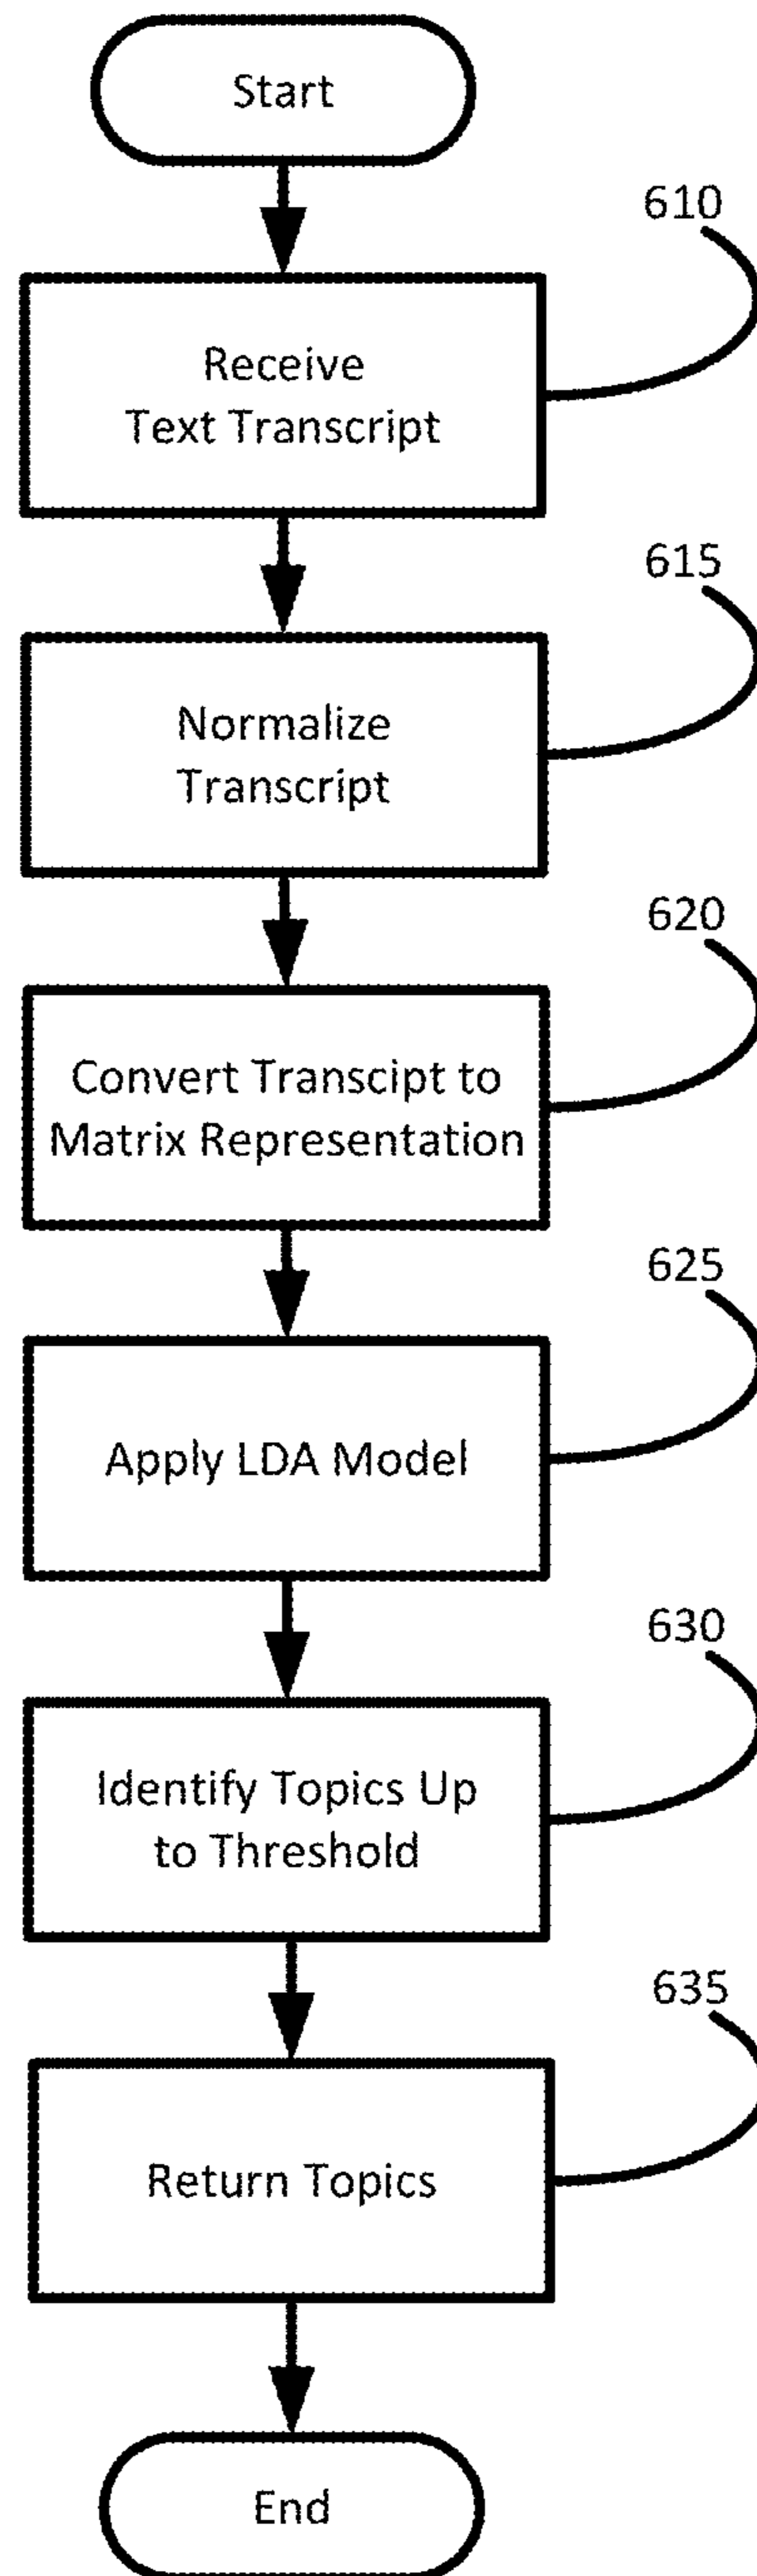 Start
610
Receive
Text Transcript
615
Normalize
Transcript
620
Convert Transcipt to
Matrix Representation
625
Apply LDA Model
630
Identify Topics Up
to Threshold
635
Return Topics
End